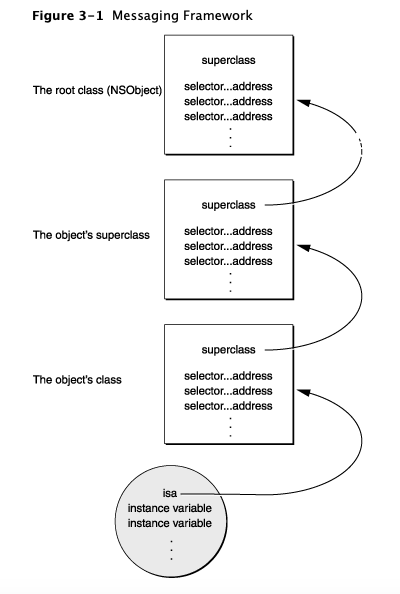 Figure 3-1 Messaging Framework
superclass
The root class (NSObject)
selector...address
selector...address
selector...address
superclass
The object's superclass
selector...address
selector...address
selector...address
superclass
The object's class
selector...address
selector...address
selector...address
isa
instance variable
instance variable